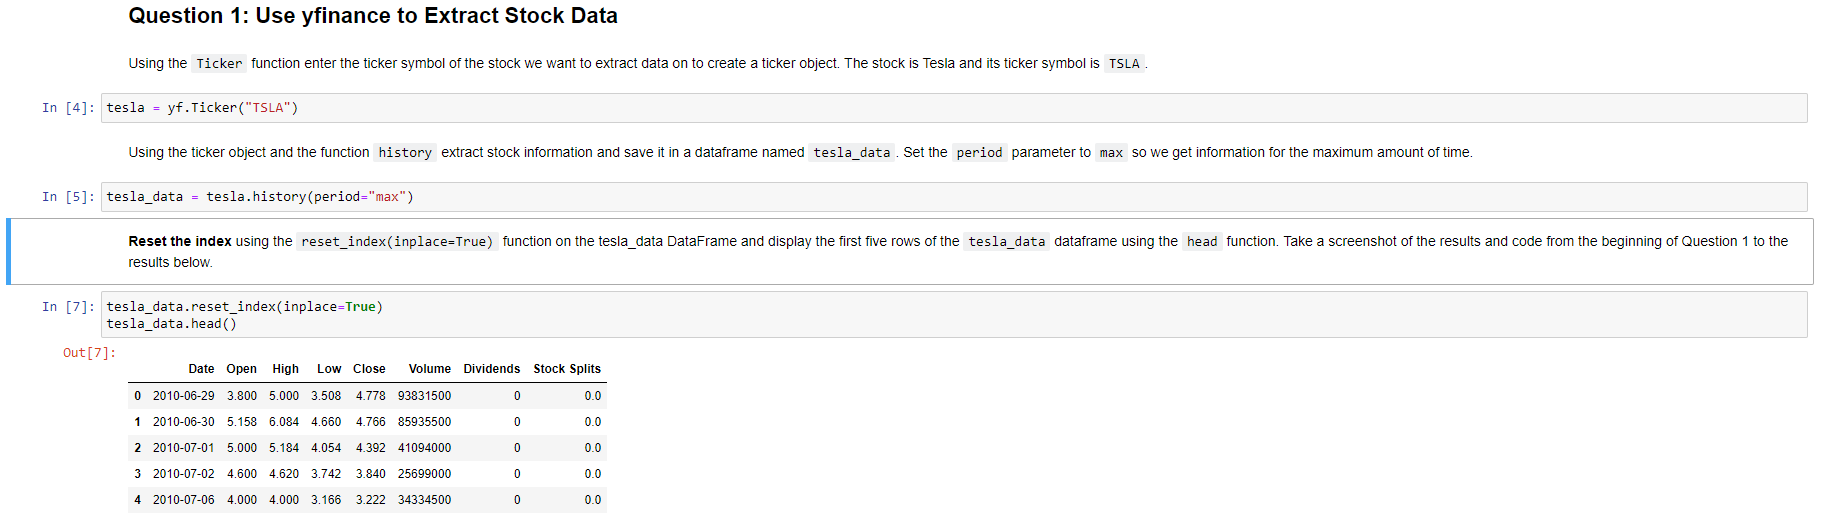 Question 1: Use yfinance to Extract Stock Data
Using the Ticker function enter the ticker symbol of the stock we want to extract data on to create a ticker object. The stock is Tesla and its ticker symbol is TSLA .
In [4]: tesla = yf.Ticker("TSLA")
Using the ticker object and the function history extract stock information and save it in a dataframe named tesla_data . Set the period parameter to max so we get information for the maximum amount of time.
In [5]: tesla_data = tesla.history(period="max")
Reset the index using the reset_index(inplace=True) function on the tesla_data DataFrame and display the first five rows of the tesla_data dataframe using the head function. Take a screenshot of the results and code from the beginning of Question 1 to the
results below.
In [7]: tesla_data.reset_index(inplace=True)
tesla_data.head()
Out[7]:
Date Open High Low Close Volume Dividends Stock Splits
0 2010-06-29 3.800 5.000 3.508 4.778 93831500 0 0.0
1 2010-06-30 5.158 6.084 4.660 4.766 85935500 0 0.0
2 2010-07-01 5.000 5.184 4.054 4.392 41094000 0 0.0
3 2010-07-02 4.600 4.620 3.742 3.840 25699000 0 0.0
4 2010-07-06 4.000 4.000 3.166 3.222 34334500 0 0.0